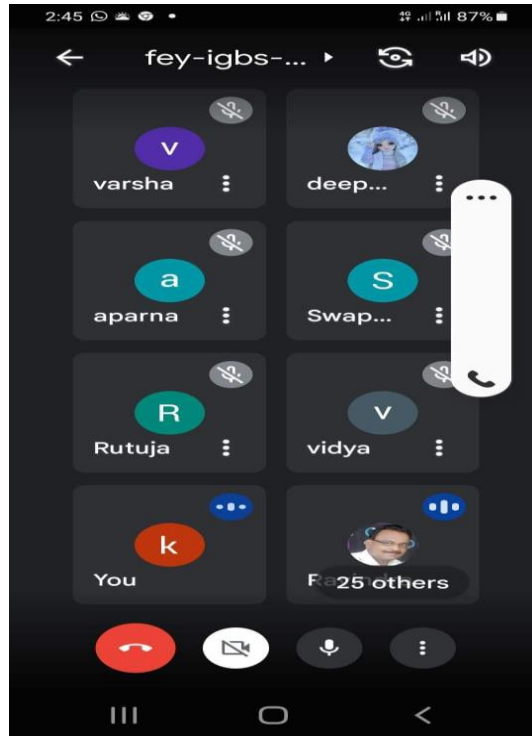 2:45 87%
fey-igbs-...
v
varsha deep...
a S
aparna Swap...
R v
Rutuja vidya
k
You 25 others